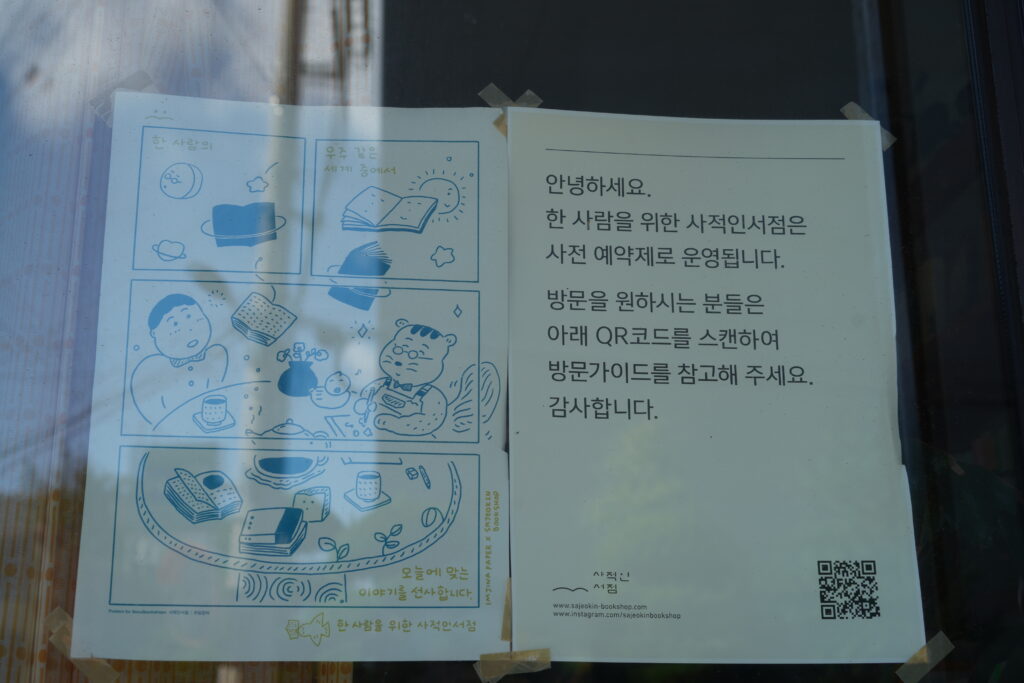 한 사람의
우주 같은
세계 중에서
오늘에 맞는
이야기를 선사합니다
IMJINA PAPER X SAJEOKIN
BOOKSHOP
한 사람을 위한 사적인서점
안녕하세요.
한 사람을 위한 사적인서점은
사전 예약제로 운영됩니다.
방문을 원하시는 분들은
아래 QR코드를 스캔하여
방문가이드를 참고해 주세요.
감사합니다.
사적인
서점
www.sajeokin-bookshop.com
www.instagram.com/sajeokinbookshop